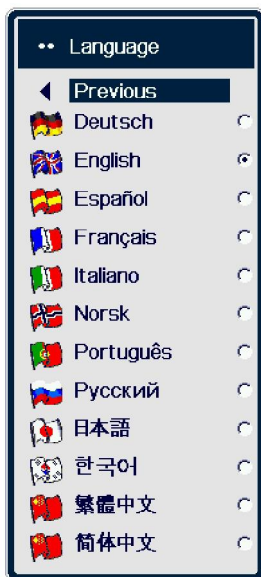 •• Language
Previous
Deutsch
English
Español
Français
Italiano
Norsk
Português
Русский
日本語
한국어
繁體中文
简体中文